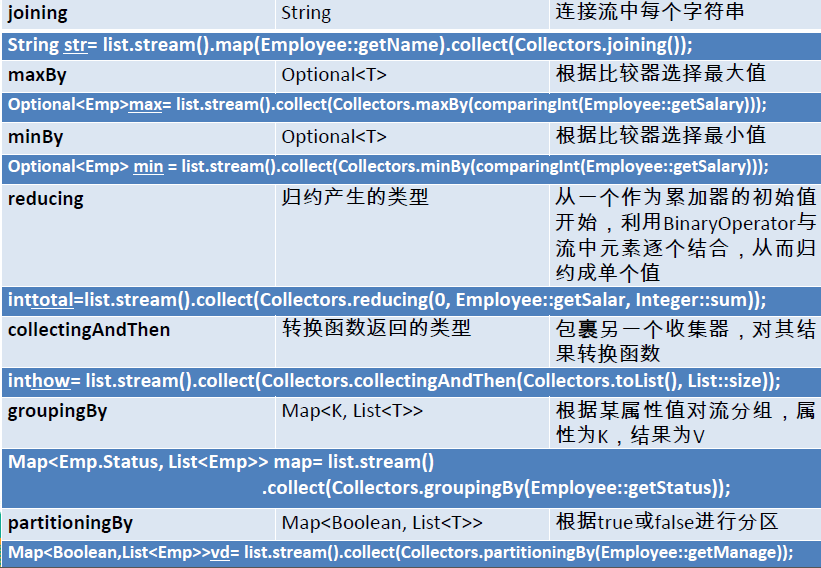 joining String 连接流中每个字符串
String str= list.stream().map(Employee::getName).collect(Collectors.joining());
maxBy Optional<T> 根据比较器选择最大值
Optional<Emp>max= list.stream().collect(Collectors.maxBy(comparingInt(Employee::getSalary)));
minBy Optional<T> 根据比较器选择最小值
Optional<Emp> min = list.stream().collect(Collectors.minBy(comparingInt(Employee::getSalary)));
reducing 归约产生的类型 从一个作为累加器的初始值
开始，利用BinaryOperator与
流中元素逐个结合，从而归
约成单个值
inttotal=list.stream().collect(Collectors.reducing(0, Employee::getSalar, Integer::sum));
collectingAndThen 转换函数返回的类型 包裹另一个收集器，对其结
果转换函数
inthow= list.stream().collect(Collectors.collectingAndThen(Collectors.toList(), List::size));
groupingBy Map<K, List<T>> 根据某属性值对流分组，属
性为K，结果为V
Map<Emp.Status, List<Emp>> map= list.stream()
.collect(Collectors.groupingBy(Employee::getStatus));
partitioningBy Map<Boolean, List<T>> 根据true或false进行分区
Map<Boolean,List<Emp>>vd= list.stream().collect(Collectors.partitioningBy(Employee::getManage));